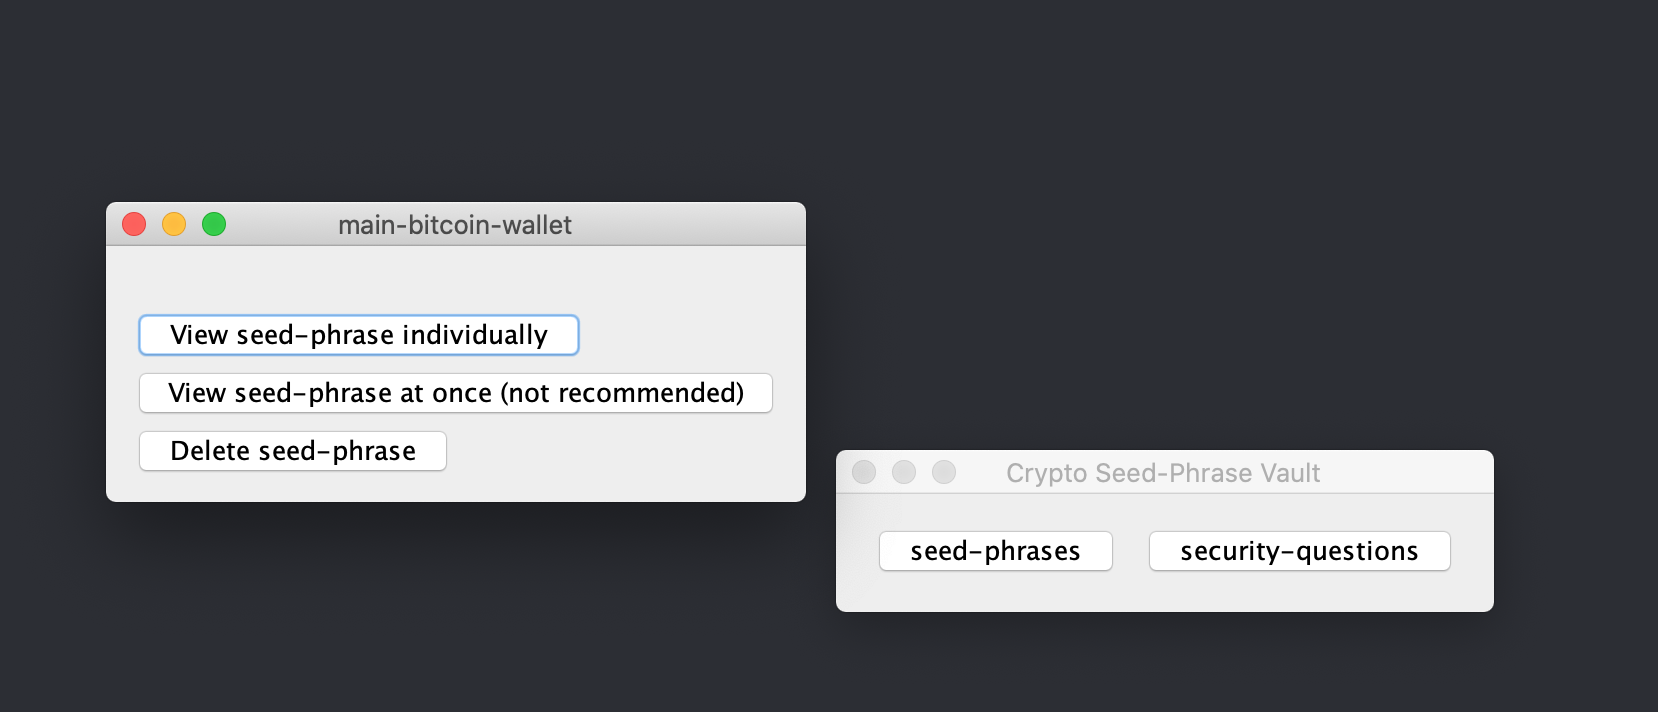 main-bitcoin-wallet
View seed-phrase individually
View seed-phrase at once (not recommended)
Delete seed-phrase
Crypto Seed-Phrase Vault
seed-phrases
security-questions